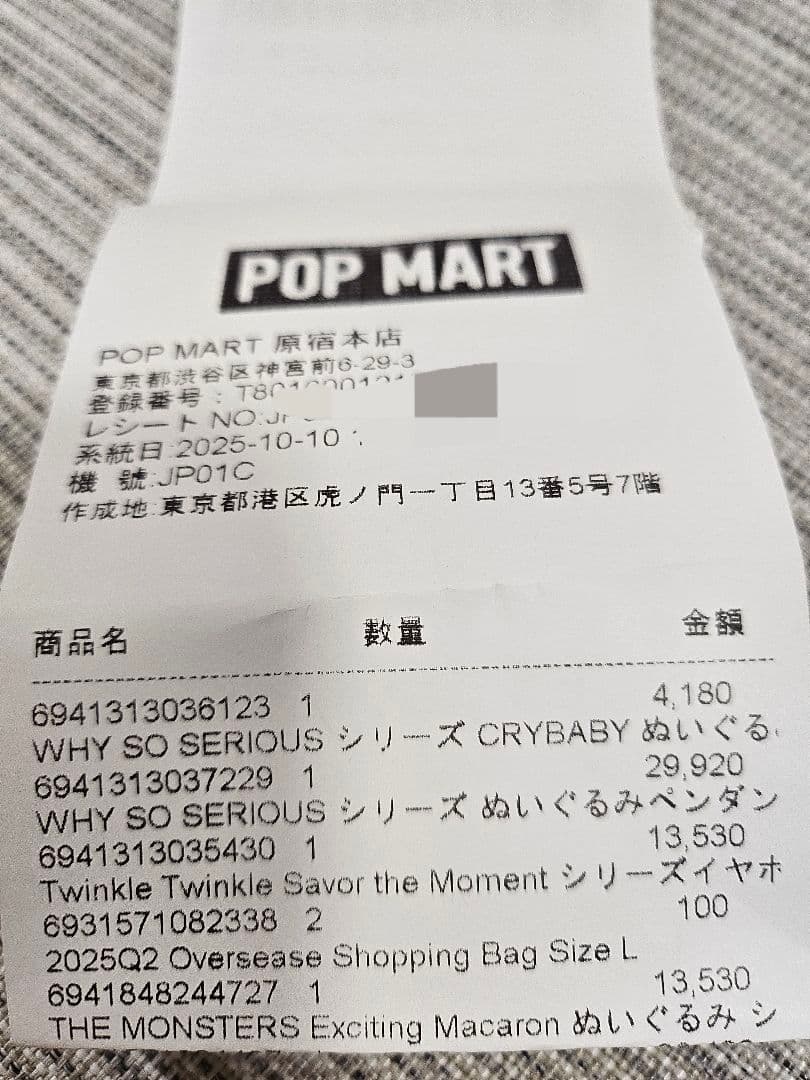 POP MART
POP MART 原宿本店
東京都渋谷区神宮前6-29-3
登録番号:
レシート NO:
系統日:2025-10-10
機 號:JP01C
作成地:東京都港区虎ノ門一丁目13番5号7階
商品名 数量 金額
6941313036123 1 4,180
WHY SO SERIOUS シリーズ CRYBABY ぬいぐる
6941313037229 1 29,920
WHY SO SERIOUS シリーズ ぬいぐるみペンダン
6941313035430 1 13,530
Twinkle Twinkle Savor the Moment シリーズイヤホ
6931571082338 2 100
2025Q2 Oversease Shopping Bag Size L
6941848244727 1 13,530
THE MONSTERS Exciting Macaron ぬいぐるみ シ